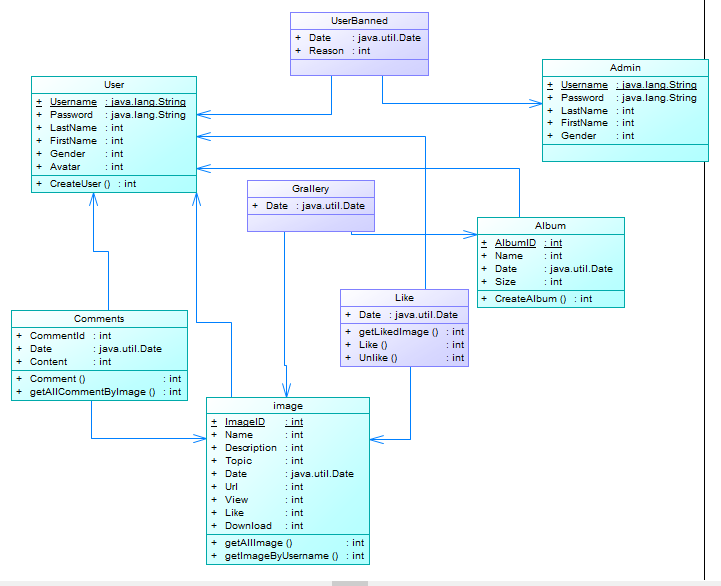 UserBanned
+ Date : java.util.Date
+ Reason : int
Admin
+ Username : java.lang.String
+ Password : java.lang.String
+ LastName : int
+ FirstName : int
+ Gender : int
User
+ Username : java.lang.String
+ Password : java.lang.String
+ LastName : int
+ FirstName : int
+ Gender : int
+ Avatar : int
+ CreateUser () : int
Grallery
+ Date : java.util.Date
Album
+ AlbumID : int
+ Name : int
+ Date : java.util.Date
+ Size : int
+ CreateAlbum () : int
Like
+ Date : java.util.Date
+ getLikedImage () : int
+ Like () : int
+ Unlike () : int
Comments
+ CommentId : int
+ Date : java.util.Date
+ Content : int
+ Comment () : int
+ getAllCommentByImage () : int
image
+ ImageID : int
+ Name : int
+ Description : int
+ Topic : int
+ Date : java.util.Date
+ Url : int
+ View : int
+ Like : int
+ Download : int
+ getAllImage () : int
+ getImageByUsername () : int